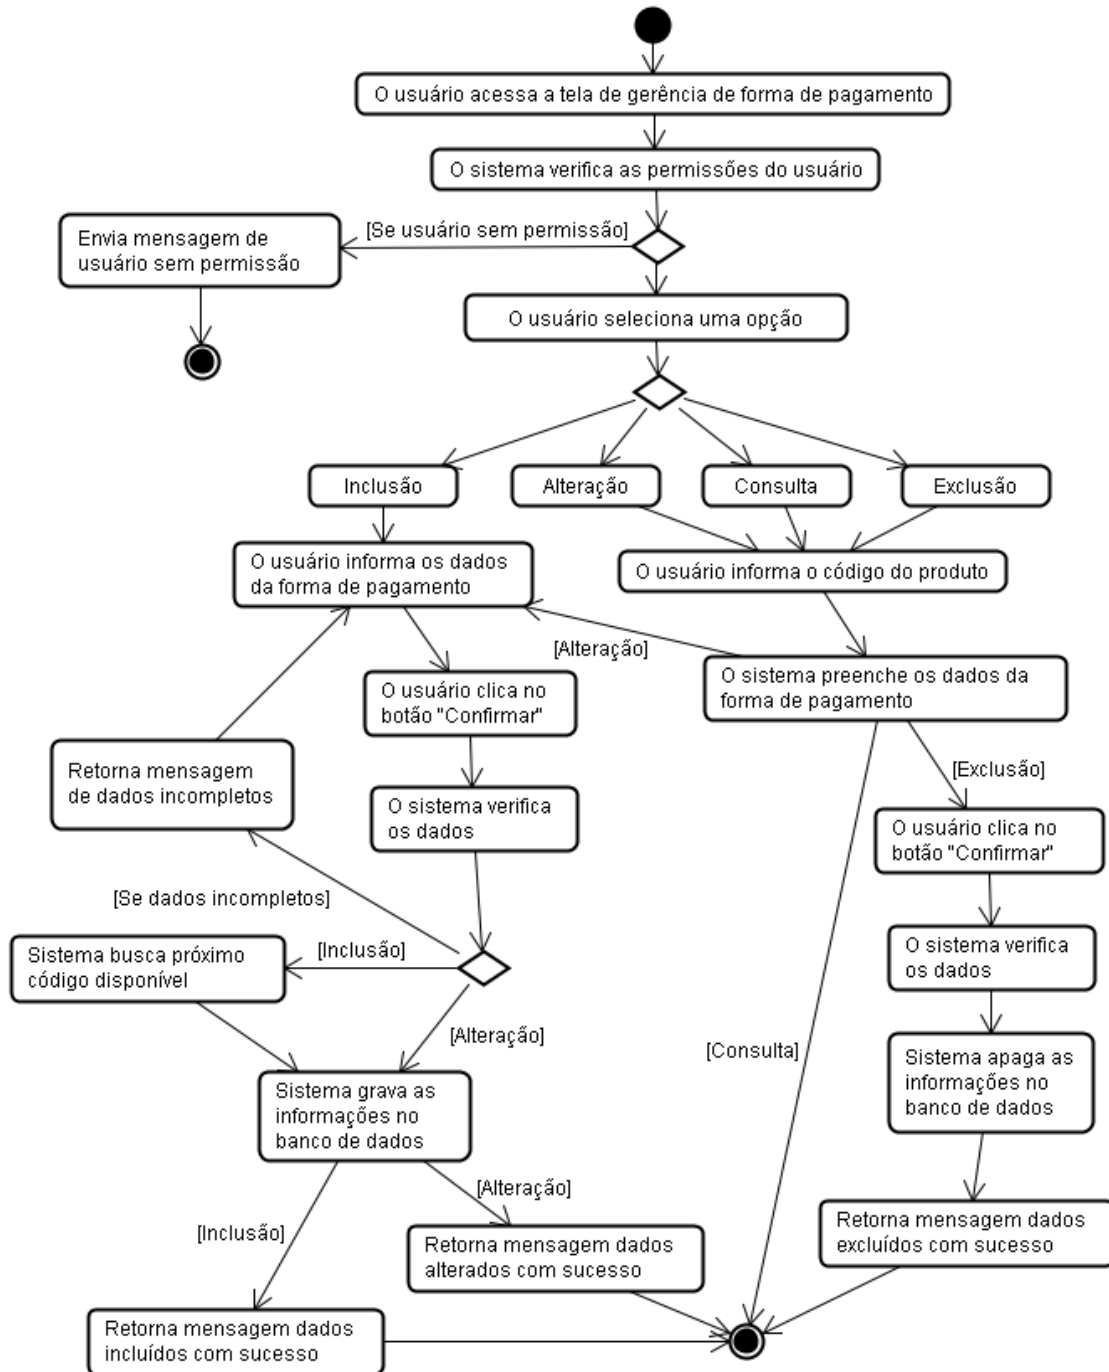 O usuário acessa a tela de gerência de forma de pagamento
O sistema verifica as permissões do usuário
[Se usuário sem permissão]
Envia mensagem de
usuário sem permissão
O usuário seleciona uma opção
Inclusão
Alteração
Consulta
Exclusão
O usuário informa os dados
da forma de pagamento
O usuário informa o código do produto
[Alteração]
O sistema preenche os dados da
forma de pagamento
O usuário clica no
botão "Confirmar"
Retorna mensagem
de dados incompletos
[Exclusão]
O sistema verifica
os dados
O usuário clica no
botão "Confirmar"
[Se dados incompletos]
Sistema busca próximo
código disponível
[Inclusão]
O sistema verifica
os dados
[Alteração]
[Consulta]
Sistema apaga as
informações no
banco de dados
Sistema grava as
informações no
banco de dados
[Alteração]
[Inclusão]
Retorna mensagem dados
alterados com sucesso
Retorna mensagem dados
excluídos com sucesso
Retorna mensagem dados
incluídos com sucesso